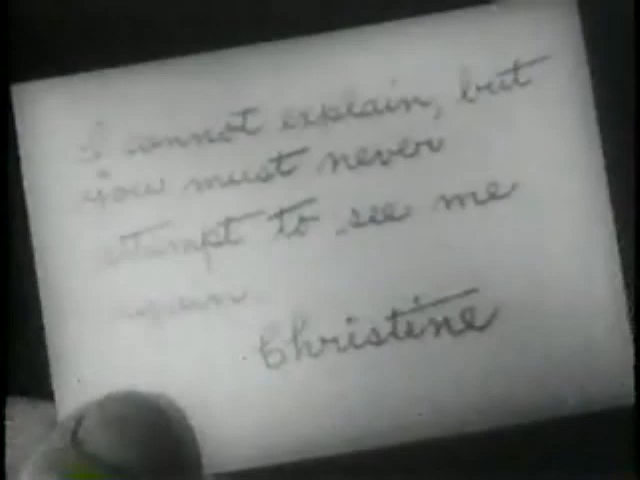 I cannot explain, but
you must never
attempt to see me
again.
Christine